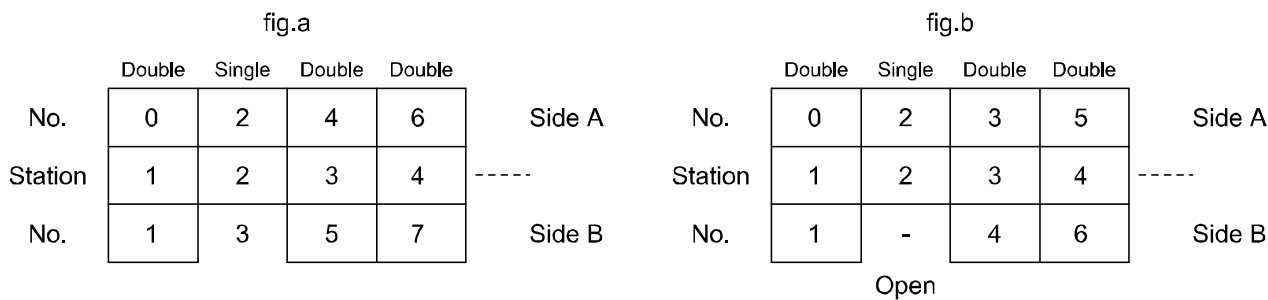 fig.a
Double Single Double Double
No. 0 2 4 6 Side A
Station 1 2 3 4
No. 1 3 5 7 Side B
fig.b
Double Single Double Double
No. 0 2 3 5 Side A
Station 1 2 3 4
No. 1 - 4 6 Side B
Open